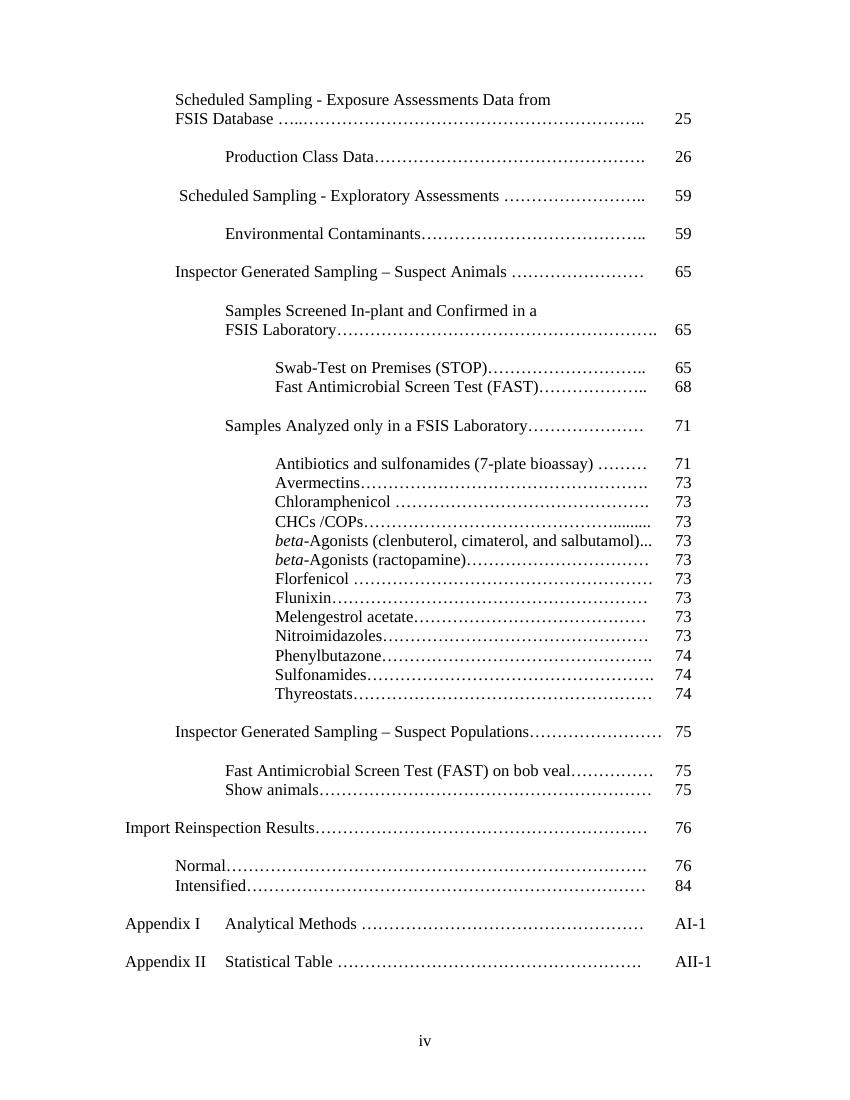 Scheduled Sampling - Exposure Assessments Data from
FSIS Database …..…………………………………………………….. 25
Production Class Data…………………………………………. 26
Scheduled Sampling - Exploratory Assessments …………………….. 59
Environmental Contaminants………………………………….. 59
Inspector Generated Sampling – Suspect Animals …………………… 65
Samples Screened In-plant and Confirmed in a
FSIS Laboratory…………………………………………………. 65
Swab-Test on Premises (STOP)……………………….. 65
Fast Antimicrobial Screen Test (FAST)……………….. 68
Samples Analyzed only in a FSIS Laboratory………………… 71
Antibiotics and sulfonamides (7-plate bioassay) ……… 71
Avermectins……………………………………………. 73
Chloramphenicol ………………………………………. 73
CHCs /COPs………………………………………......... 73
beta-Agonists (clenbuterol, cimaterol, and salbutamol)... 73
beta-Agonists (ractopamine)…………………………… 73
Florfenicol ……………………………………………… 73
Flunixin………………………………………………… 73
Melengestrol acetate…………………………………… 73
Nitroimidazoles………………………………………… 73
Phenylbutazone…………………………………………. 74
Sulfonamides……………………………………………. 74
Thyreostats……………………………………………… 74
Inspector Generated Sampling – Suspect Populations…………………… 75
Fast Antimicrobial Screen Test (FAST) on bob veal…………… 75
Show animals…………………………………………………… 75
Import Reinspection Results…………………………………………………… 76
Normal…………………………………………………………………. 76
Intensified……………………………………………………………… 84
Appendix I Analytical Methods …………………………………………… AI-1
Appendix II Statistical Table ………………………………………………. AII-1
iv